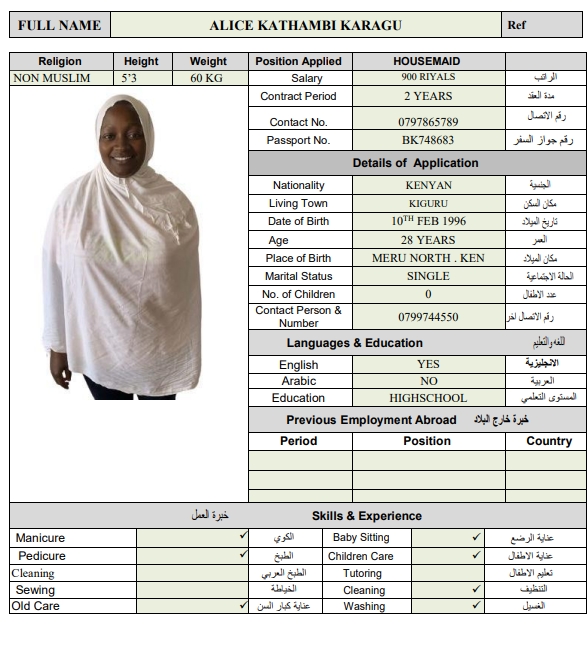 FULL NAME ALICE KATHAMBI KARAGU Ref
Religion Height Weight Position Applied HOUSEMAID
NON MUSLIM 5’3 60 KG Salary 900 RIYALS الراتب
Contract Period 2 YEARS مدة العقد
Contact No. 0797865789 رقم الاتصال
Passport No. BK748683 رقم جواز السفر
Details of Application
Nationality KENYAN الجنسية
Living Town KIGURU مكان السكن
Date of Birth 10TH FEB 1996 تاريخ الميلاد
Age 28 YEARS العمر
Place of Birth MERU NORTH . KEN مكان الميلاد
Marital Status SINGLE الحالة الاجتماعية
No. of Children 0 عدد الاطفال
Contact Person & Number 0799744550 رقم الاتصال اخر
Languages & Education اللغه والتعليم
English YES الانجليزية
Arabic NO العربية
Education HIGHSCHOOL المستوى التعلمي
Previous Employment Abroad خبرة خارج البلاد
Period Position Country
خبرة العمل Skills & Experience
Manicure ✓ الكوي Baby Sitting ✓ عناية الرضع
Pedicure ✓ الطبخ Children Care ✓ عناية الاطفال
Cleaning الطبخ العربي Tutoring تعليم الاطفال
Sewing الخياطة Cleaning ✓ التنظيف
Old Care ✓ عناية كبار السن Washing ✓ الغسيل